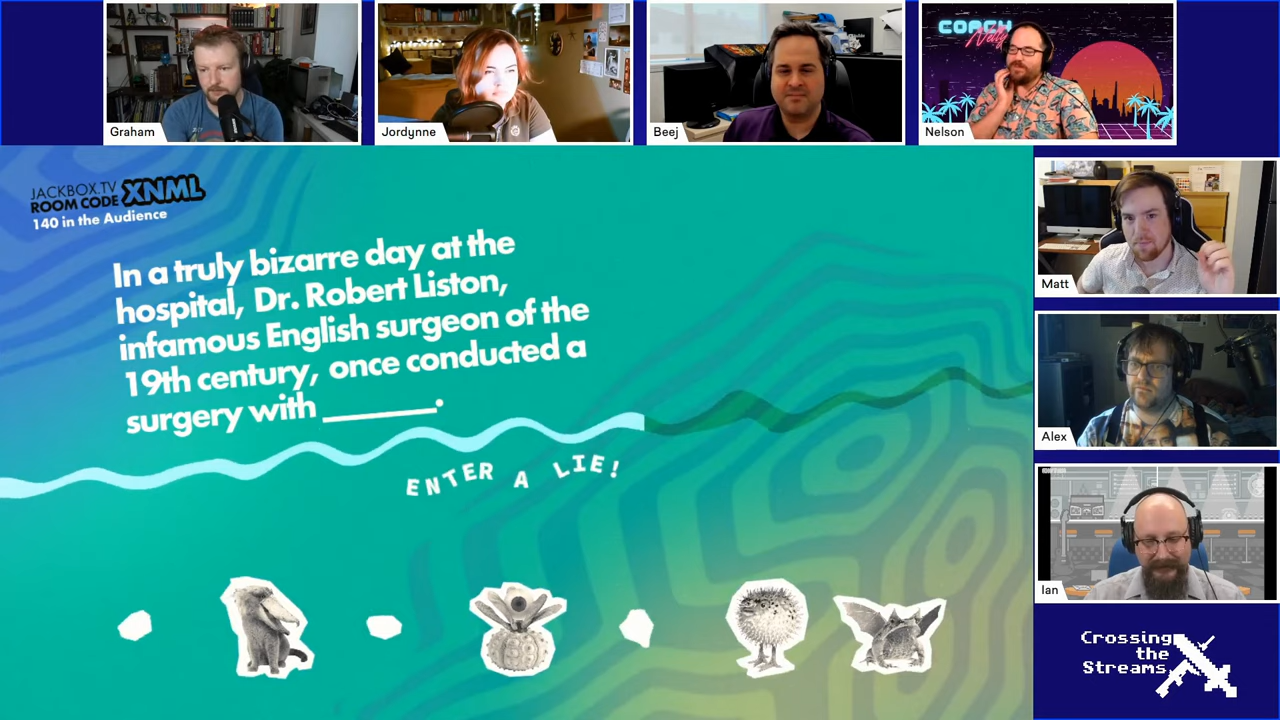 Graham
Jordynne
Beej
COACH
Nelly
Nelson
JACKBOX.TV
ROOM CODE XNML
140 in the Audience
In a truly bizarre day at the
hospital, Dr. Robert Liston,
infamous English surgeon of the
19th century, once conducted a
surgery with ________.
ENTER A LIE!
Matt
Alex
Ian
Crossing
the
Streams